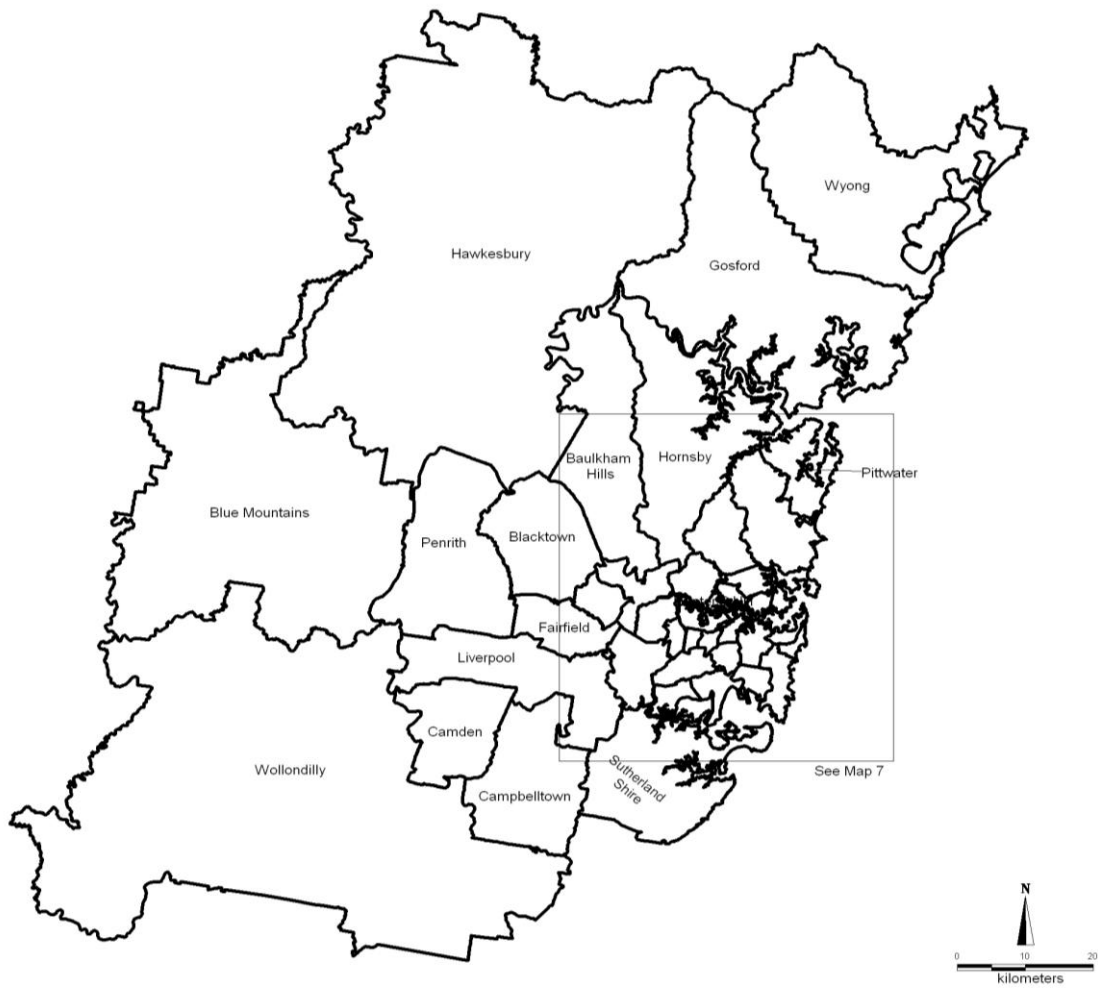 Wyong
Hawkesbury
Gosford
Baulkham
Hills
Hornsby
Pittwater
Blue Mountains
Penrith
Blacktown
Fairfield
Liverpool
Camden
Wollondilly
Campbelltown
Sutherland
Shire
See Map 7
N
0 10 20
kilometers